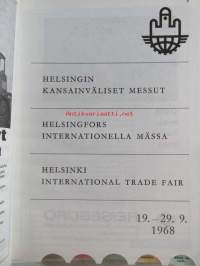 HELSINGIN
KANSAINVÄLISET MESSUT
HELSINGFORS
INTERNATIONELLA MÄSSA
HELSINKI
INTERNATIONAL TRADE FAIR
19.—29. 9.
1968